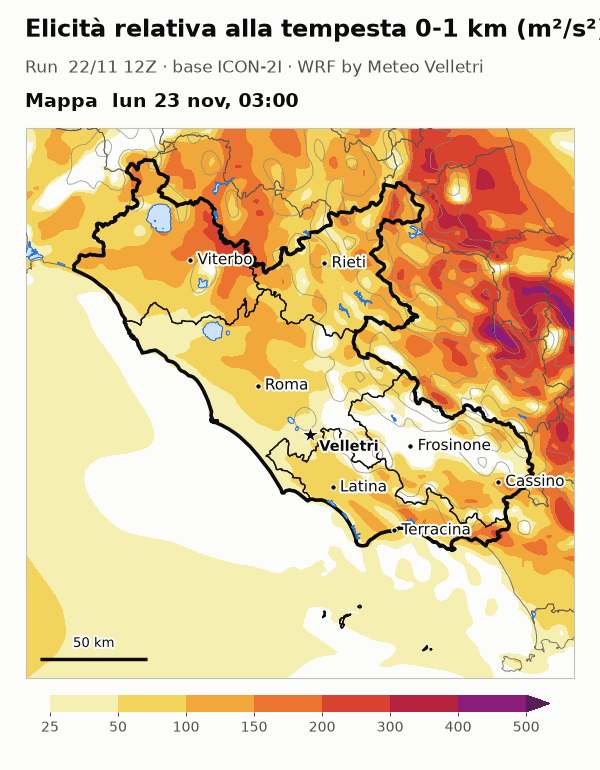 Elicità relativa alla tempesta 0-1 km (m²/s²)
Run 22/11 12Z · base ICON-2I · WRF by Meteo Velletri
Mappa lun 23 nov, 03:00
Viterbo
Rieti
Roma
Velletri
Frosinone
Latina
Cassino
Terracina
50 km
25 50 100 150 200 300 400 500